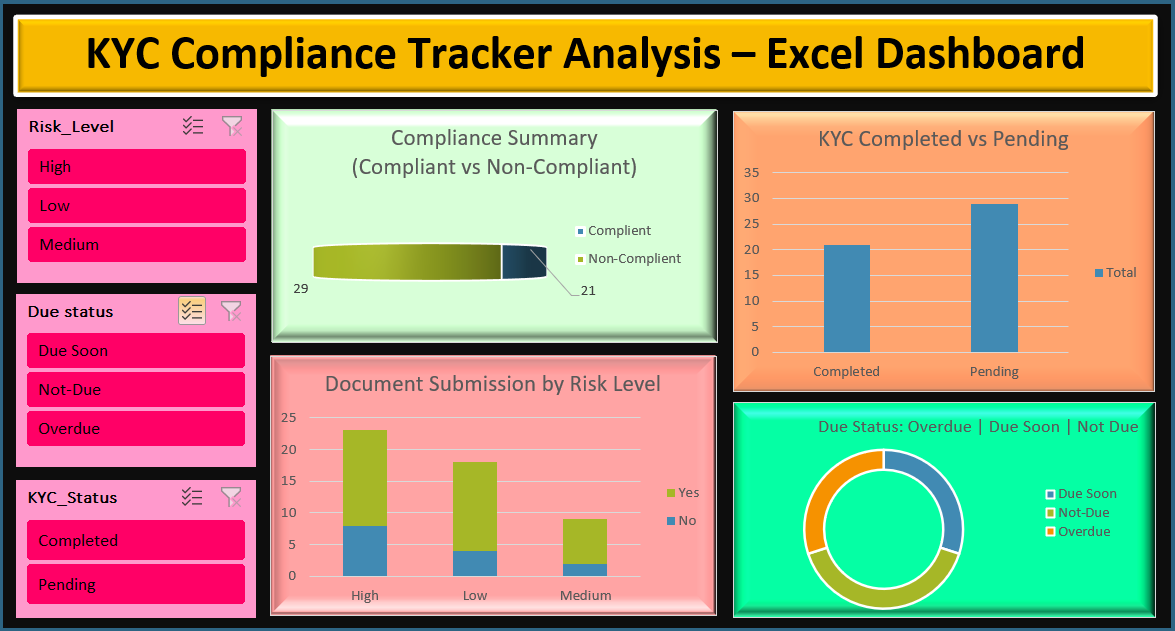 KYC Compliance Tracker Analysis – Excel Dashboard
Risk_Level
High
Low
Medium
Due status
Due Soon
Not-Due
Overdue
KYC_Status
Completed
Pending
Compliance Summary
(Compliant vs Non-Compliant)
Complient
Non-Complient
29
21
Document Submission by Risk Level
25
20
15
10
5
0
High
Low
Medium
Yes
No
KYC Completed vs Pending
35
30
25
20
15
10
5
0
Completed
Pending
Total
Due Status: Overdue | Due Soon | Not Due
Due Soon
Not-Due
Overdue